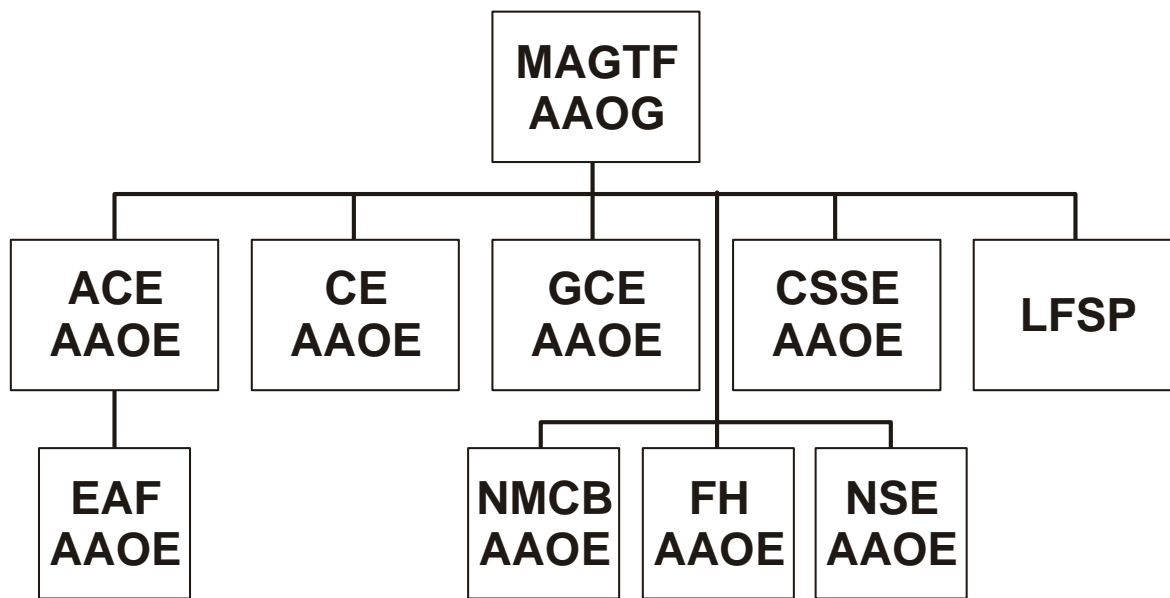 MAGTF
AAOG
ACE
AAOE
CE
AAOE
GCE
AAOE
CSSE
AAOE
LFSP
EAF
AAOE
NMCB
AAOE
FH
AAOE
NSE
AAOE